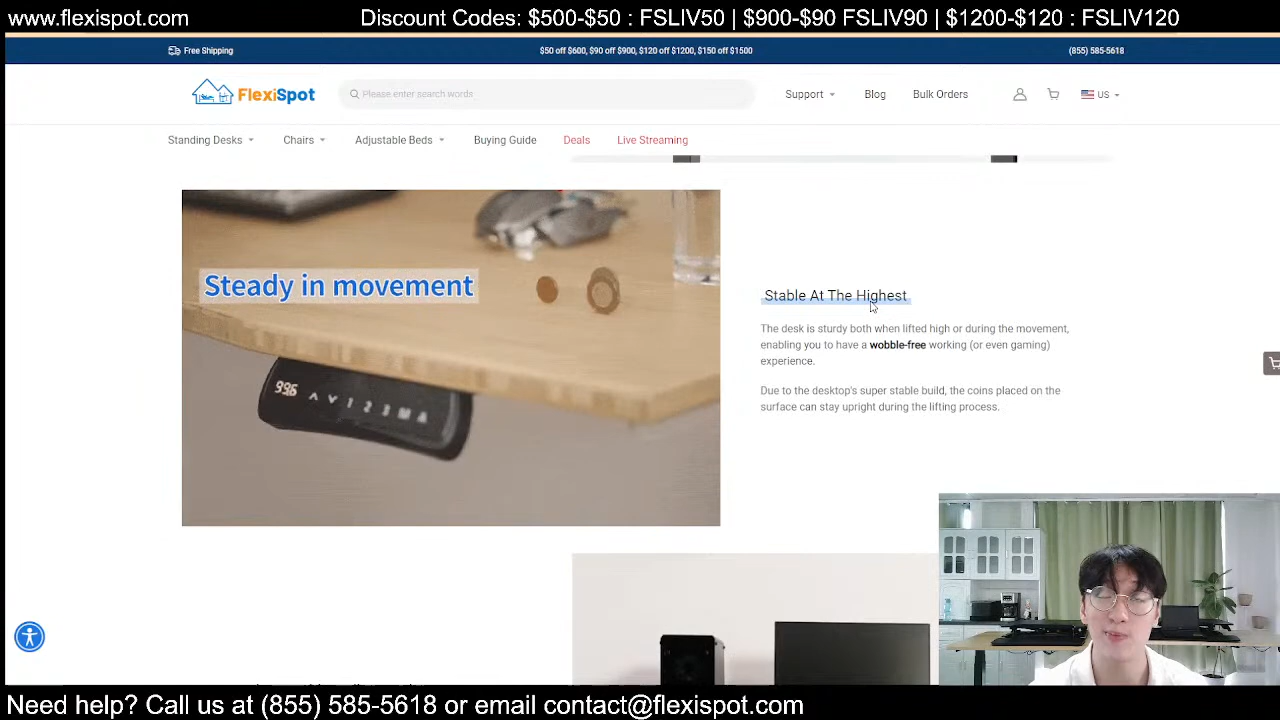 www.flexispot.com
Discount Codes: $500-$50 : FSLIV50 | $900-$90 FSLIV90 | $1200-$120 : FSLIV120
Free Shipping
$50 off $600, $90 off $900, $120 off $1200, $150 off $1500
(855) 585-5618
FlexiSpot
Please enter search words
Support
Blog
Bulk Orders
US
Standing Desks
Chairs
Adjustable Beds
Buying Guide
Deals
Live Streaming
Steady in movement
99.6
1 2 3 M A
Stable At The Highest
The desk is sturdy both when lifted high or during the movement,
enabling you to have a wobble-free working (or even gaming)
experience.
Due to the desktop's super stable build, the coins placed on the
surface can stay upright during the lifting process.
Need help? Call us at (855) 585-5618 or email contact@flexispot.com